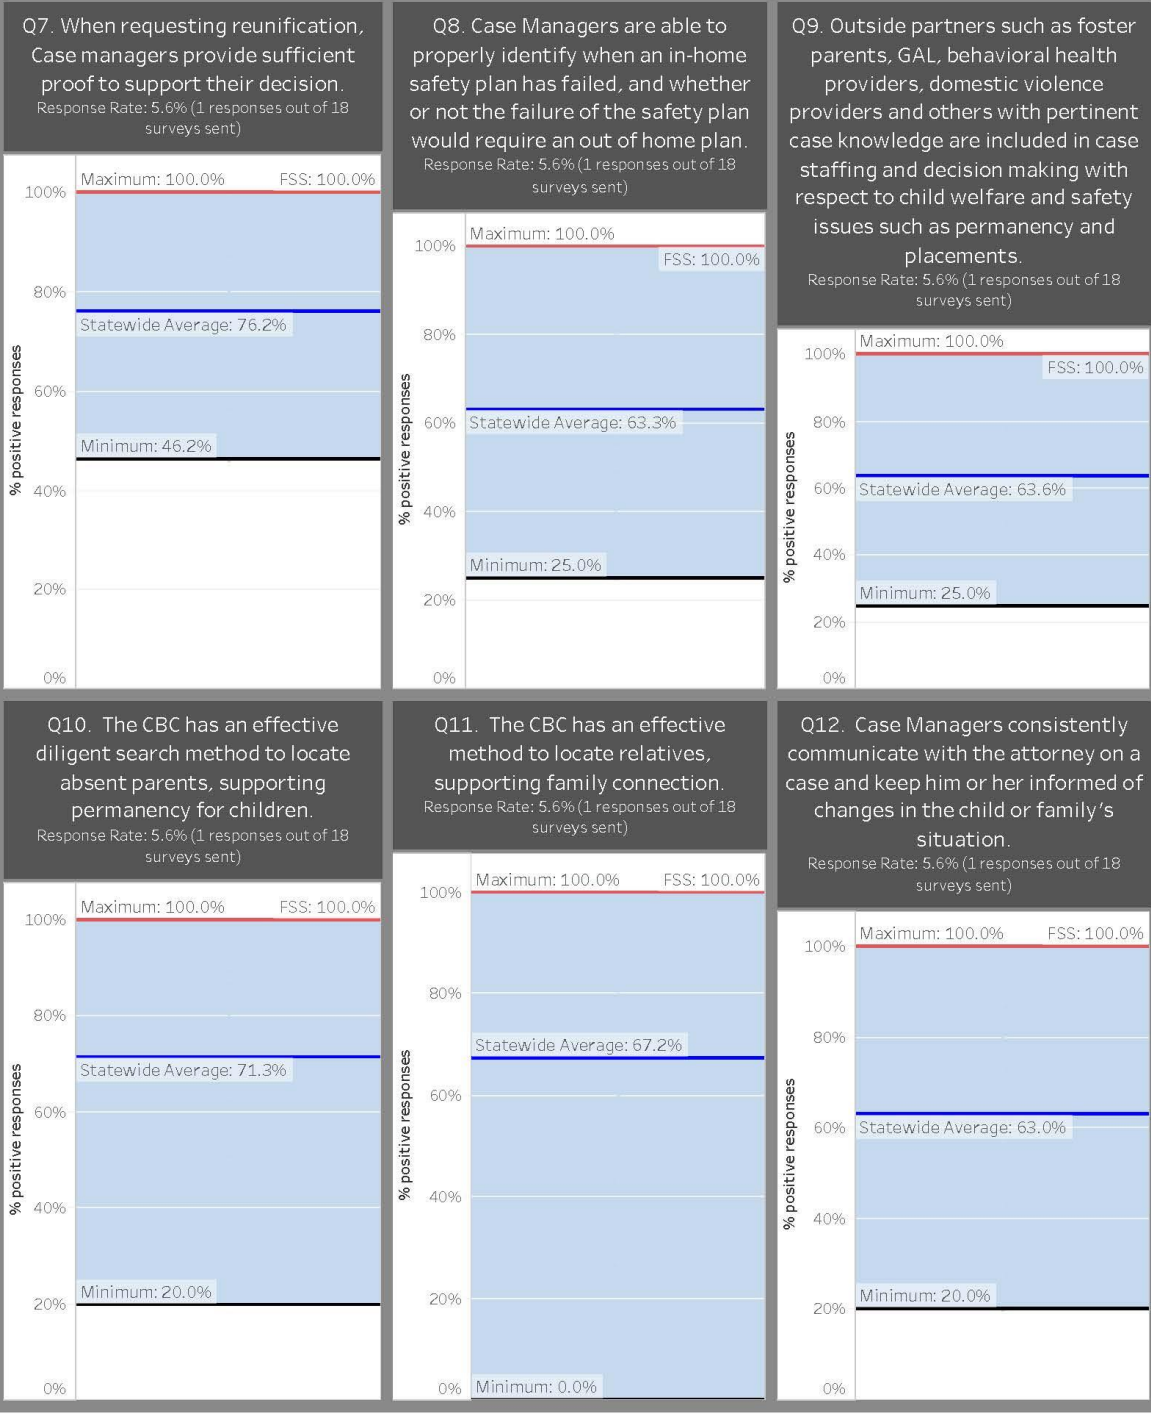 Q7. When requesting reunification,
Case managers provide sufficient
proof to support their decision.
Response Rate: 5.6% (1 responses out of 18
surveys sent)
Maximum: 100.0%
FSS: 100.0%
100%
80%
Statewide Average: 76.2%
60%
Minimum: 46.2%
40%
20%
0%
% positive responses
Q8. Case Managers are able to
properly identify when an in-home
safety plan has failed, and whether
or not the failure of the safety plan
would require an out of home plan.
Response Rate: 5.6% (1 responses out of 18
surveys sent)
Maximum: 100.0%
100%
FSS: 100.0%
80%
60%
Statewide Average: 63.3%
40%
Minimum: 25.0%
20%
0%
% positive responses
Q9. Outside partners such as foster
parents, GAL, behavioral health
providers, domestic violence
providers and others with pertinent
case knowledge are included in case
staffing and decision making with
respect to child welfare and safety
issues such as permanency and
placements.
Response Rate: 5.6% (1 responses out of 18
surveys sent)
Maximum: 100.0%
100%
FSS: 100.0%
80%
60%
Statewide Average: 63.6%
40%
Minimum: 25.0%
20%
0%
% positive responses
Q10. The CBC has an effective
diligent search method to locate
absent parents, supporting
permanency for children.
Response Rate: 5.6% (1 responses out of 18
surveys sent)
Maximum: 100.0%
FSS: 100.0%
100%
80%
Statewide Average: 71.3%
60%
40%
Minimum: 20.0%
20%
0%
% positive responses
Q11. The CBC has an effective
method to locate relatives,
supporting family connection.
Response Rate: 5.6% (1 responses out of 18
surveys sent)
Maximum: 100.0%
FSS: 100.0%
100%
80%
Statewide Average: 67.2%
60%
40%
20%
0%
Minimum: 0.0%
% positive responses
Q12. Case Managers consistently
communicate with the attorney on a
case and keep him or her informed of
changes in the child or family's
situation.
Response Rate: 5.6% (1 responses out of 18
surveys sent)
Maximum: 100.0%
FSS: 100.0%
100%
80%
60%
Statewide Average: 63.0%
40%
Minimum: 20.0%
20%
0%
% positive responses